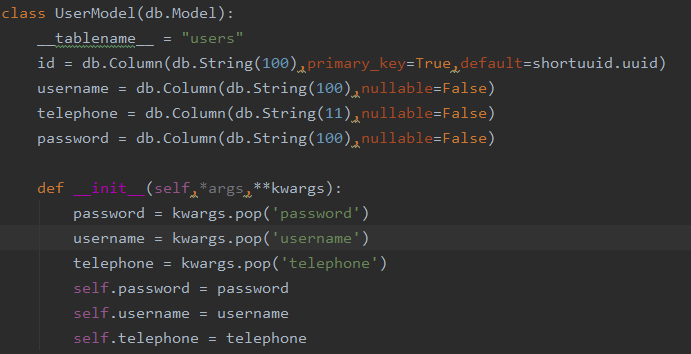 class UserModel(db.Model):
    __tablename__ = "users"
    id = db.Column(db.String(100),primary_key=True,default=shortuuid.uuid)
    username = db.Column(db.String(100),nullable=False)
    telephone = db.Column(db.String(11),nullable=False)
    password = db.Column(db.String(100),nullable=False)
    def __init__(self,*args,**kwargs):
        password = kwargs.pop('password')
        username = kwargs.pop('username')
        telephone = kwargs.pop('telephone')
        self.password = password
        self.username = username
        self.telephone = telephone